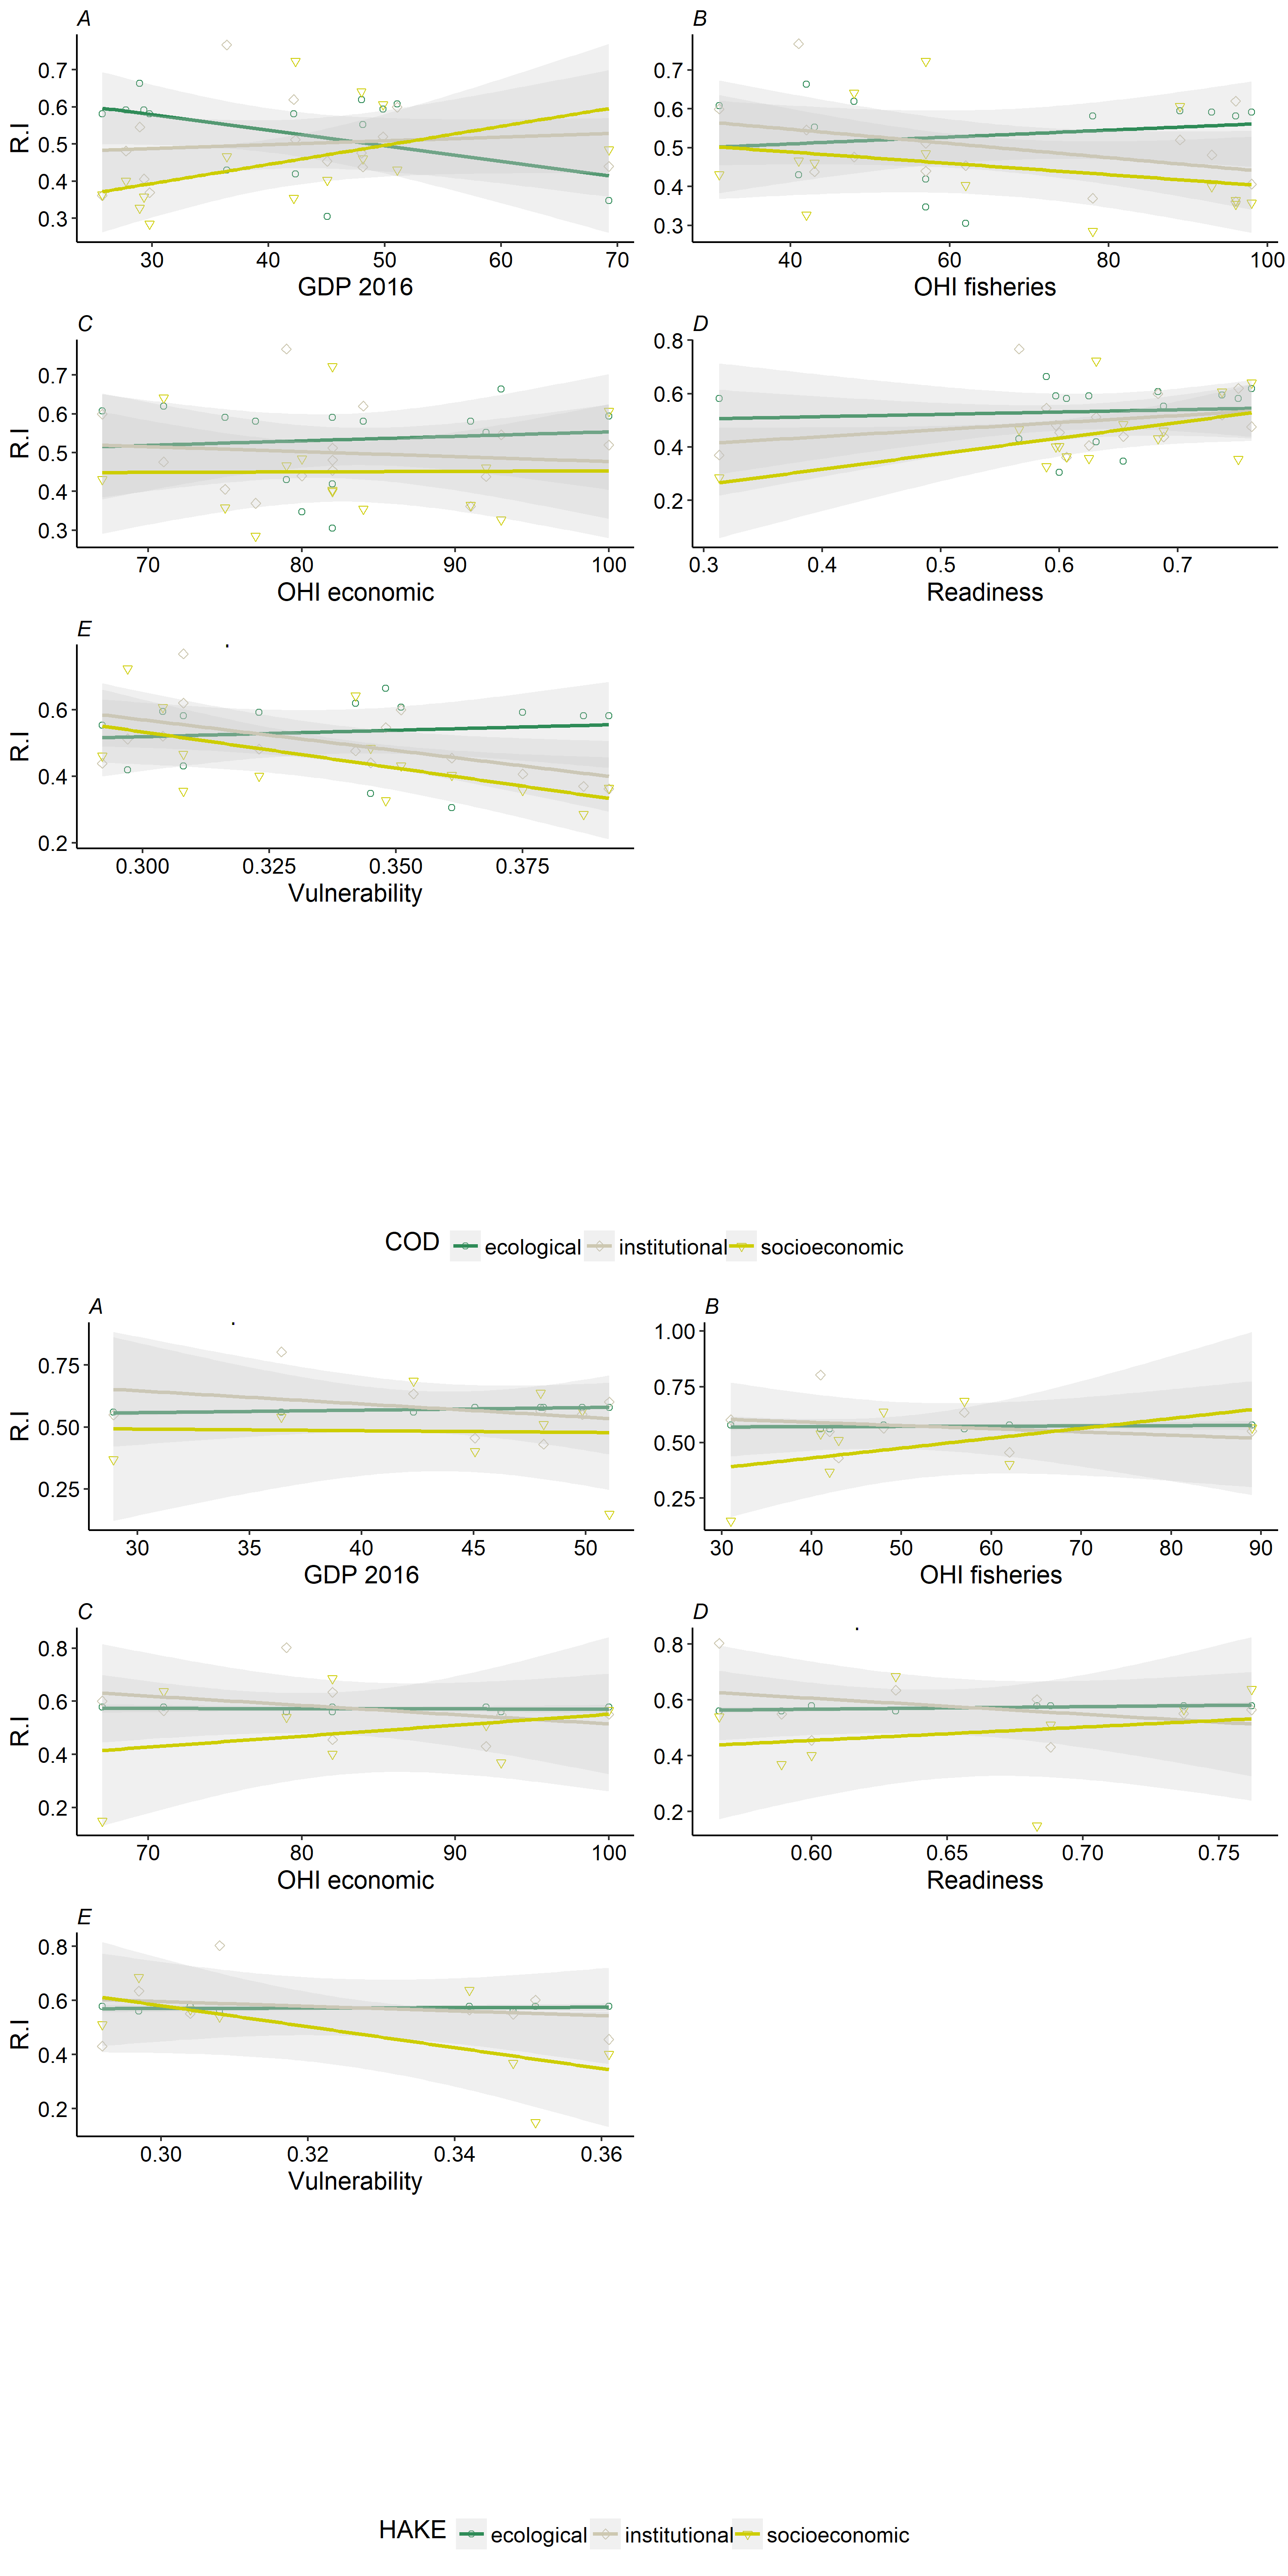 A
R.I
0.7
0.6
0.5
0.4
0.3
30 40 50 60 70
GDP 2016
B
R.I
0.7
0.6
0.5
0.4
0.3
40 60 80 100
OHI fisheries
C
R.I
0.7
0.6
0.5
0.4
0.3
70 80 90 100
OHI economic
D
R.I
0.8
0.6
0.4
0.2
0.3 0.4 0.5 0.6 0.7
Readiness
E
R.I
0.6
0.4
0.2
0.300 0.325 0.350 0.375
Vulnerability
COD ecological institutional socioeconomic
A
R.I
0.75
0.50
0.25
30 35 40 45 50
GDP 2016
B
R.I
1.00
0.75
0.50
0.25
30 40 50 60 70 80 90
OHI fisheries
C
R.I
0.8
0.6
0.4
0.2
70 80 90 100
OHI economic
D
R.I
0.8
0.6
0.4
0.2
0.60 0.65 0.70 0.75
Readiness
E
R.I
0.8
0.6
0.4
0.2
0.30 0.32 0.34 0.36
Vulnerability
HAKE ecological institutional socioeconomic